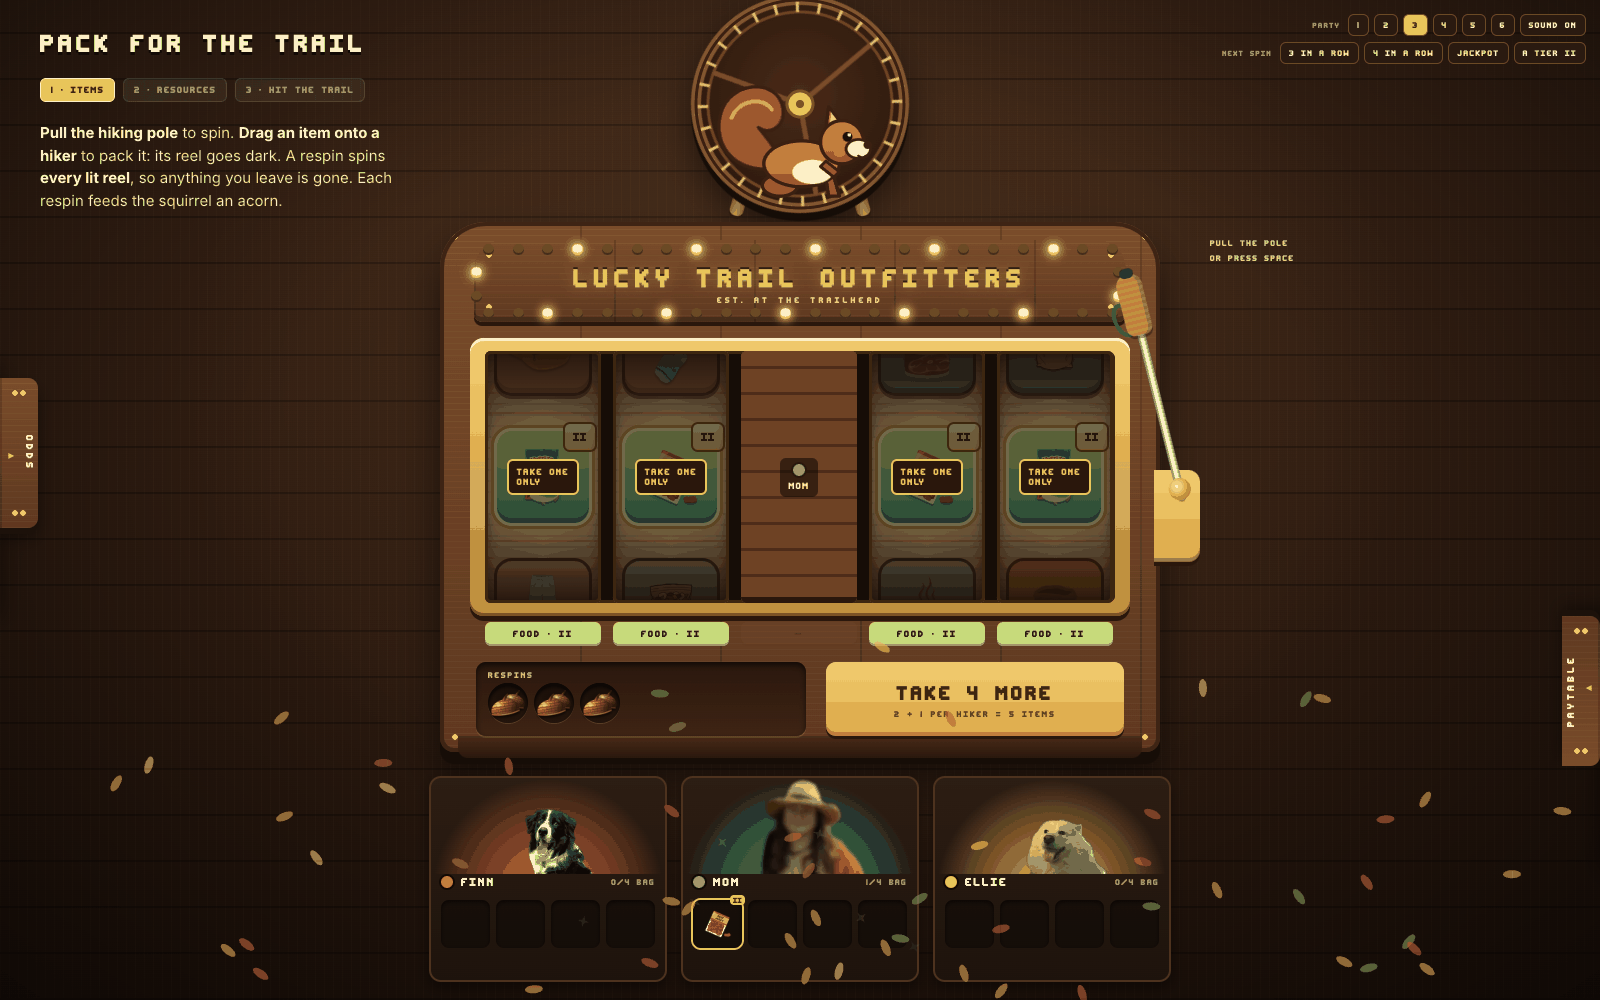 PACK FOR THE TRAIL
1 · ITEMS
2 · RESOURCES
3 · HIT THE TRAIL
Pull the hiking pole to spin. Drag an item onto a
hiker to pack it: its reel goes dark. A respin spins
every lit reel, so anything you leave is gone. Each
respin feeds the squirrel an acorn.
PARTY
1
2
3
4
5
6
SOUND ON
NEXT SPIN
3 IN A ROW
4 IN A ROW
JACKPOT
A TIER II
PULL THE POLE
OR PRESS SPACE
LUCKY TRAIL OUTFITTERS
EST. AT THE TRAILHEAD
ODDS
II
II
II
II
TAKE ONE
ONLY
TAKE ONE
ONLY
MOM
TAKE ONE
ONLY
TAKE ONE
ONLY
FOOD · II
FOOD · II
FOOD · II
FOOD · II
RESPINS
TAKE 4 MORE
2 + 1 PER HIKER = 5 ITEMS
PAYTABLE
FINN
0/4 BAG
MOM
1/4 BAG
ELLIE
0/4 BAG
II